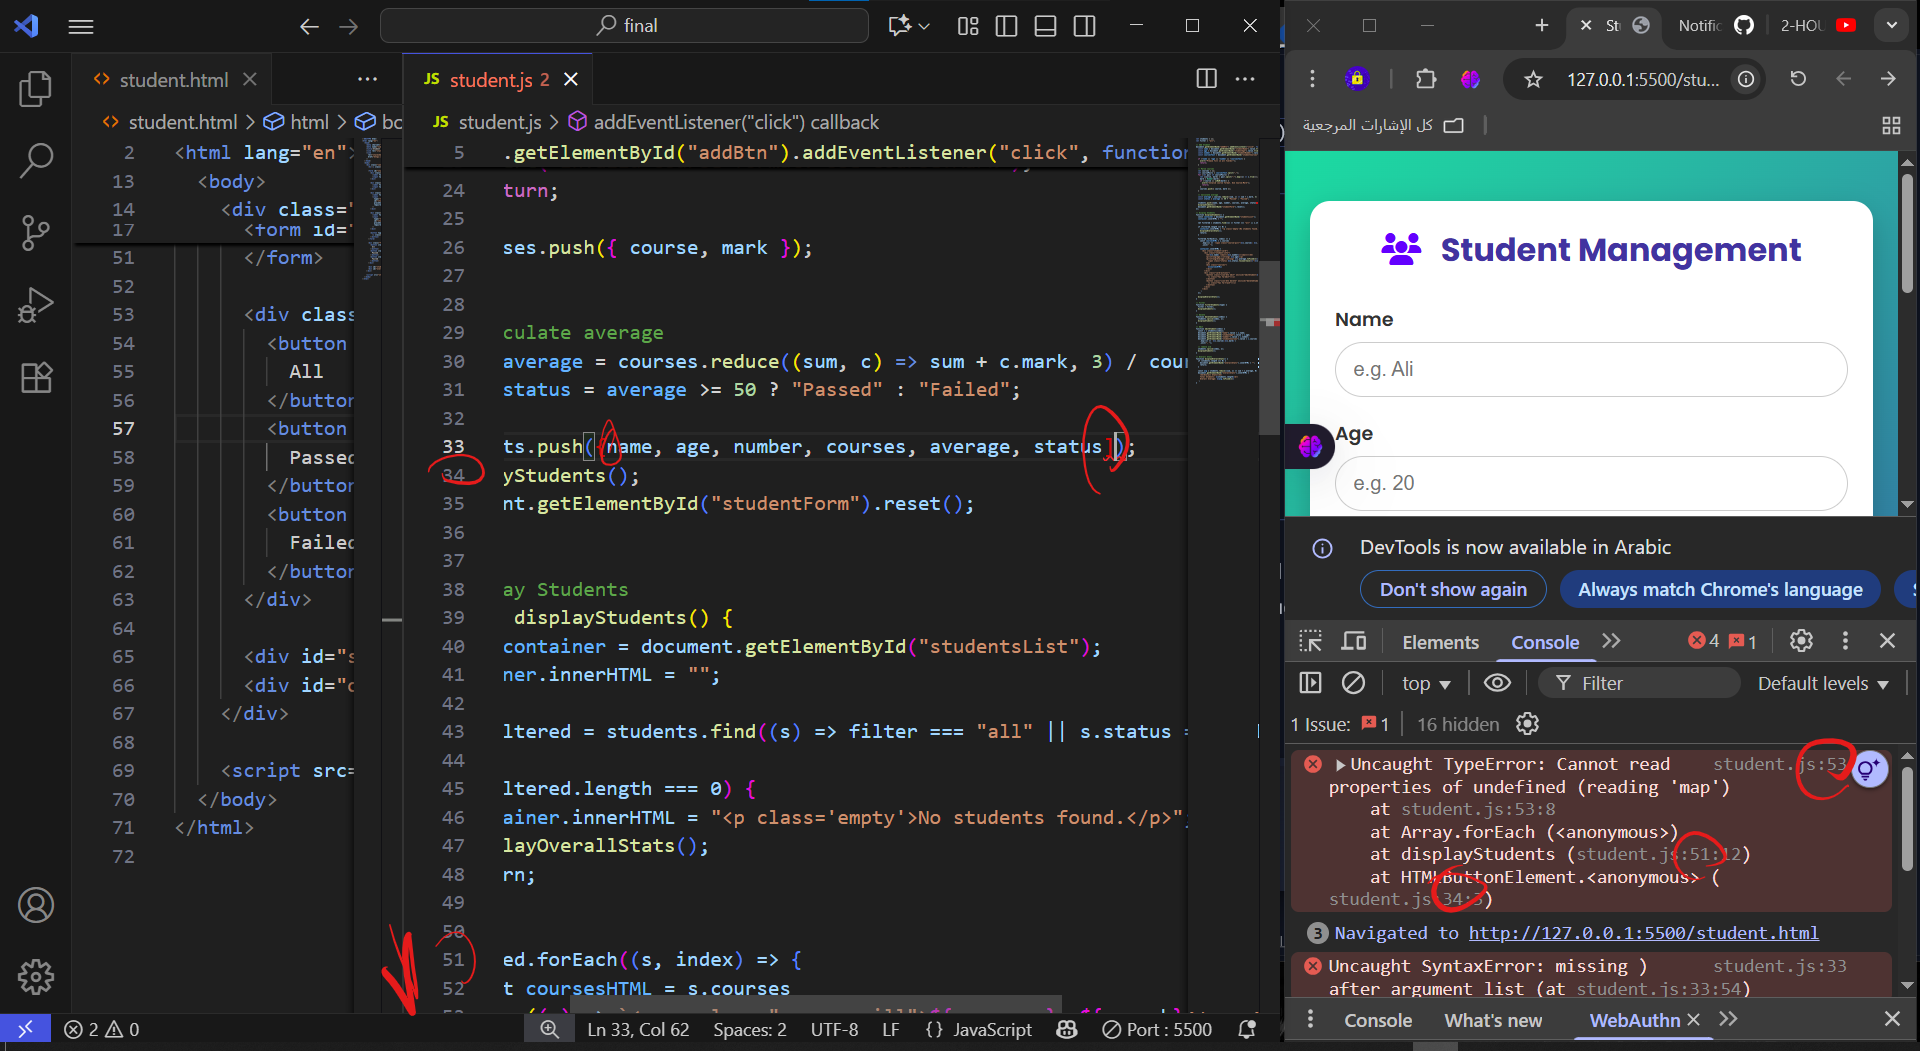 final
student.html
student.js 2
student.html > html > bo
student.js > addEventListener("click") callback
2 <html lang="en">
13 <body>
14 <div class="
17 <form id="
51 </form>
52
53 <div class
54 <button
55 All
56 </button
57 <button
58 Passed
59 </button
60 <button
61 Failed
62 </button
63 </div>
64
65 <div id="s
66 <div id="o
67 </div>
68
69 <script src=
70 </body>
71 </html>
72
5 .getElementById("addBtn").addEventListener("click", function
24 turn;
25
26 ses.push({ course, mark });
27
28
29 culate average
30 average = courses.reduce((sum, c) => sum + c.mark, 3) / cour
31 status = average >= 50 ? "Passed" : "Failed";
32
33 ts.push({name, age, number, courses, average, status });
34 yStudents();
35 nt.getElementById("studentForm").reset();
36
37
38 ay Students
39 displayStudents() {
40 container = document.getElementById("studentsList");
41 ner.innerHTML = "";
42
43 ltered = students.find((s) => filter === "all" || s.status =
44
45 ltered.length === 0) {
46 ainer.innerHTML = "<p class='empty'>No students found.</p>";
47 layOverallStats();
48 rn;
49
50
51 ed.forEach((s, index) => {
52 t coursesHTML = s.courses
2 0
Ln 33, Col 62 Spaces: 2 UTF-8 LF {} JavaScript Port : 5500
St Notific 2-HOU
127.0.0.1:5500/stu...
كل الإشارات المرجعية
Student Management
Name
e.g. Ali
Age
e.g. 20
DevTools is now available in Arabic
Don't show again Always match Chrome's language
Elements Console 4 1
top Filter Default levels
1 Issue: 1 16 hidden
Uncaught TypeError: Cannot read student.js:53
properties of undefined (reading 'map')
at student.js:53:8
at Array.forEach (<anonymous>)
at displayStudents (student.js:51:12)
at HTMLButtonElement.<anonymous> (
student.js:34:3)
3 Navigated to http://127.0.0.1:5500/student.html
Uncaught SyntaxError: missing ) student.js:33
after argument list (at student.js:33:54)
Console What's new WebAuthn